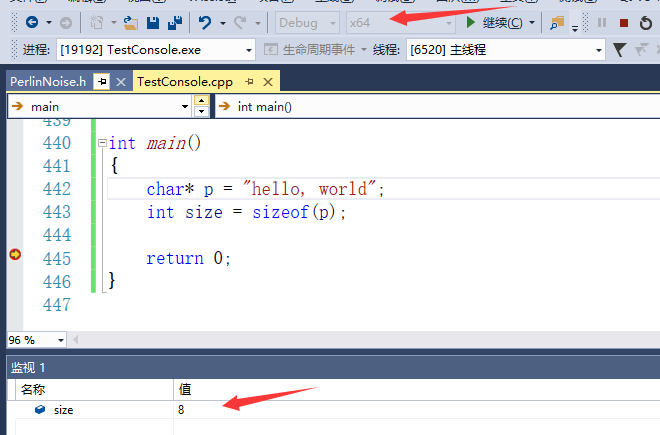 Debug x64 继续(C)
进程: [19192] TestConsole.exe 生命周期事件 线程: [6520] 主线程
PerlinNoise.h TestConsole.cpp
main int main()
439
440 int main()
441 {
442 char* p = "hello, world";
443 int size = sizeof(p);
444
445 return 0;
446 }
447
96 %
监视 1
名称 值
size 8